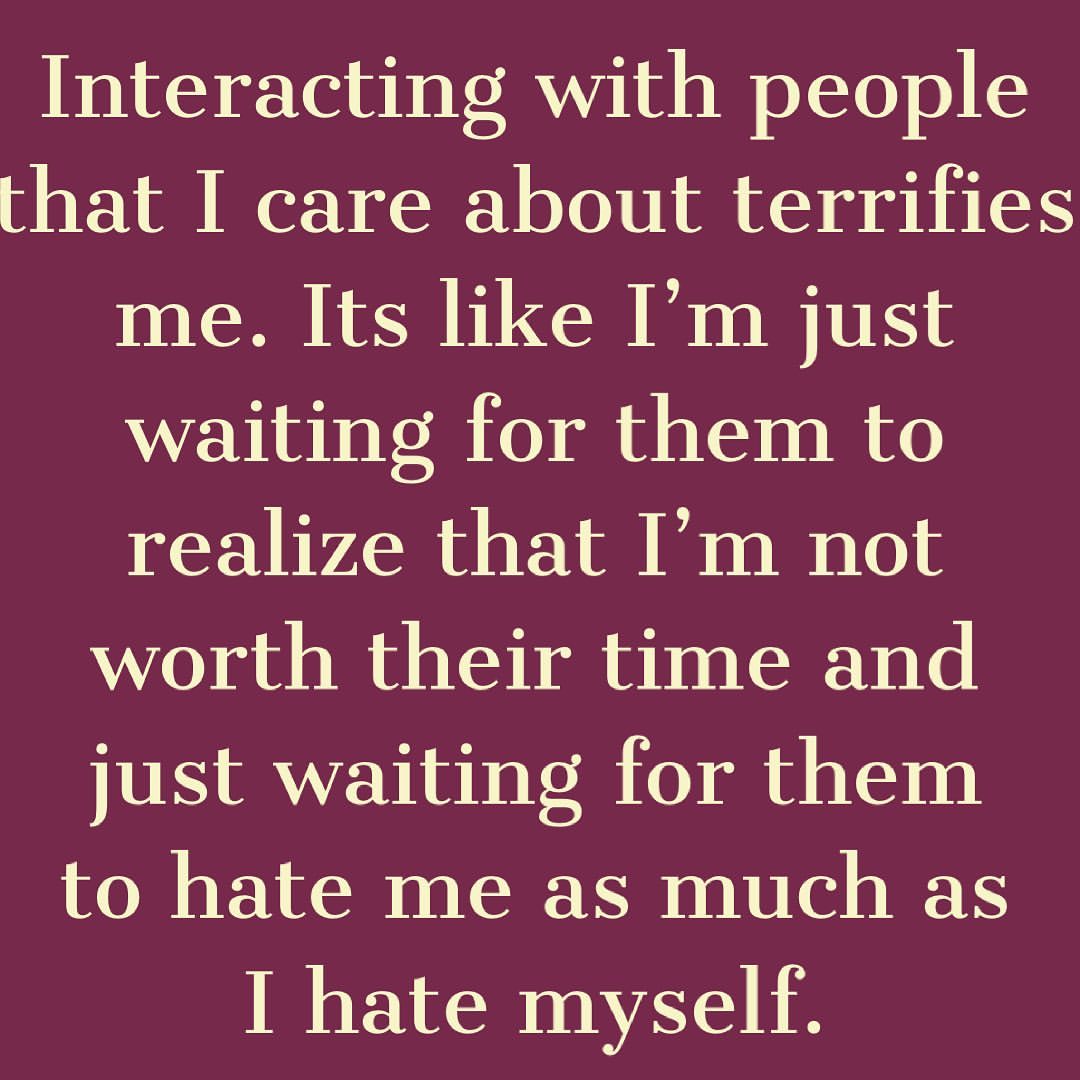 Interacting with people
that I care about terrifies
me. Its like I’m just
waiting for them to
realize that I’m not
worth their time and
just waiting for them
to hate me as much as
I hate myself.